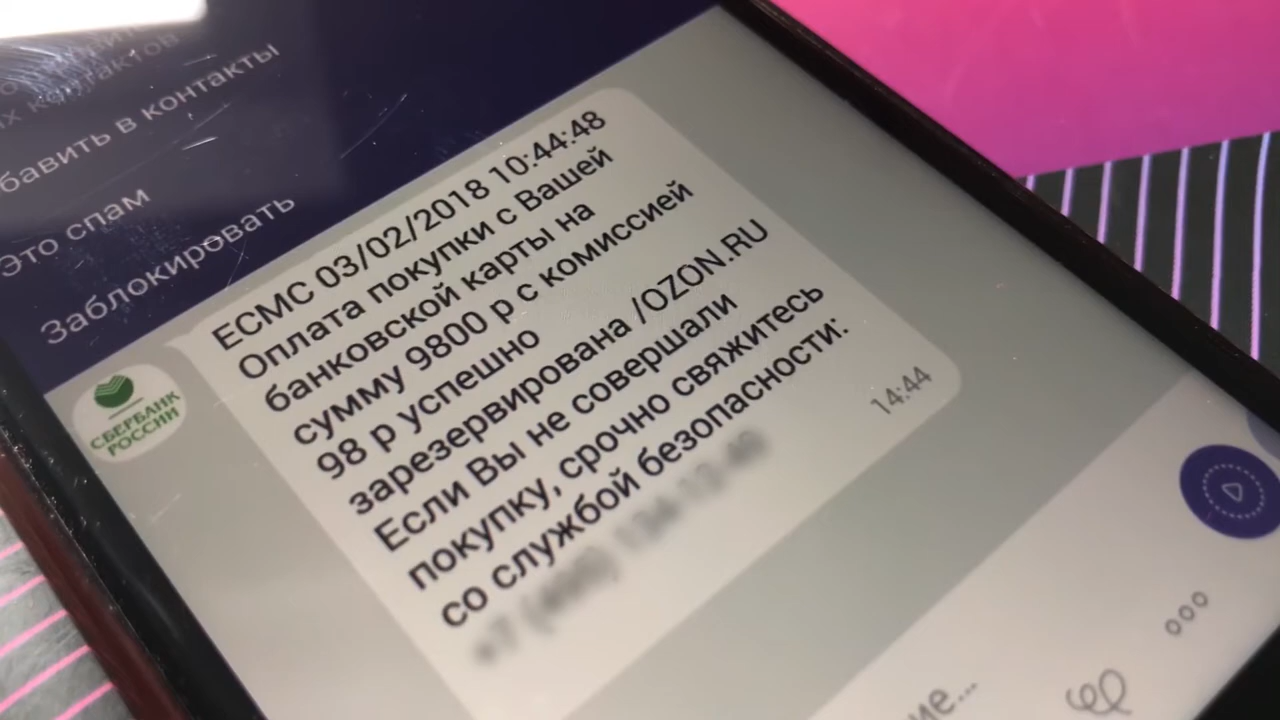 х контактов
бавить в контакты
Это спам
Заблокировать
ЕСМС 03/02/2018 10:44:48
Оплата покупки с Вашей
банковской карты на
сумму 9800 р с комиссией
98 р успешно
зарезервирована /OZON.RU
Если Вы не совершали
покупку, срочно свяжитесь
со службой безопасности:
14:44
СБЕРБАНК
РОССИИ
ие...